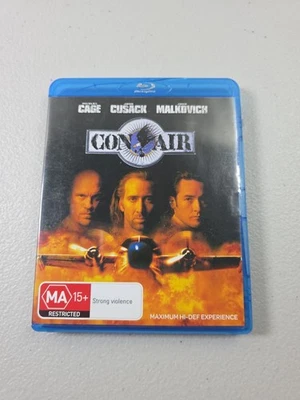 CAGE CUSACK MALKOVICH
CON AIR
MA 15+
Strong violence
RESTRICTED
MAXIMUM HI-DEF EXPERIENCE